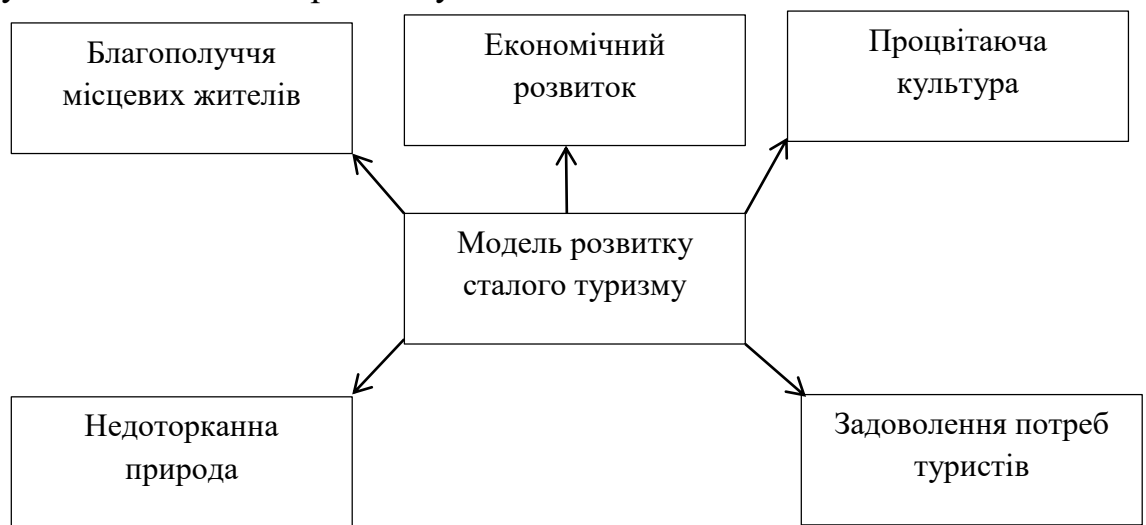 Благополуччя
місцевих жителів
Економічний
розвиток
Процвітаюча
культура
Модель розвитку
сталого туризму
Недоторканна
природа
Задоволення потреб
туристів